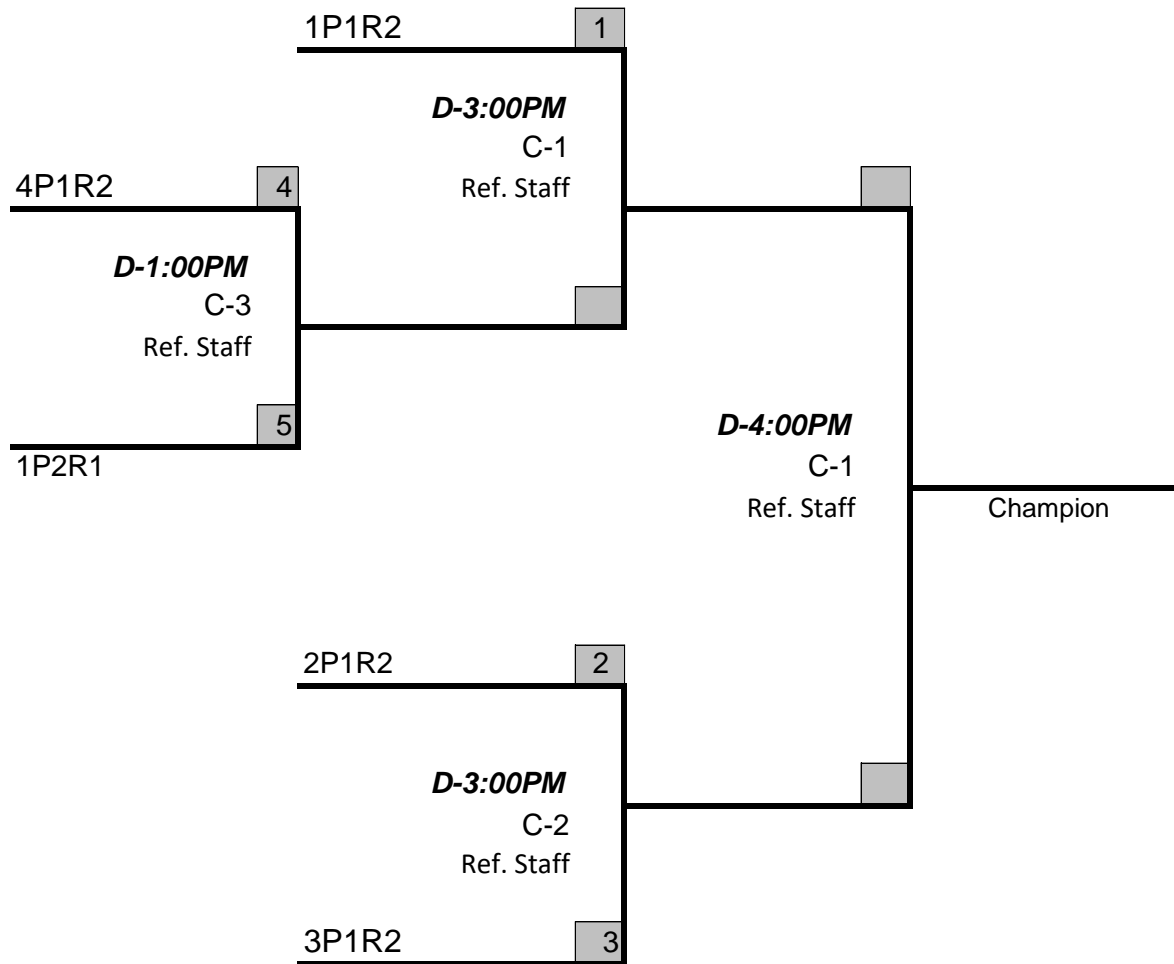 1P1R2 1
D-3:00PM
C-1
Ref. Staff
4P1R2 4
D-1:00PM
C-3
Ref. Staff
5
1P2R1
D-4:00PM
C-1
Ref. Staff
Champion
2P1R2 2
D-3:00PM
C-2
Ref. Staff
3P1R2 3